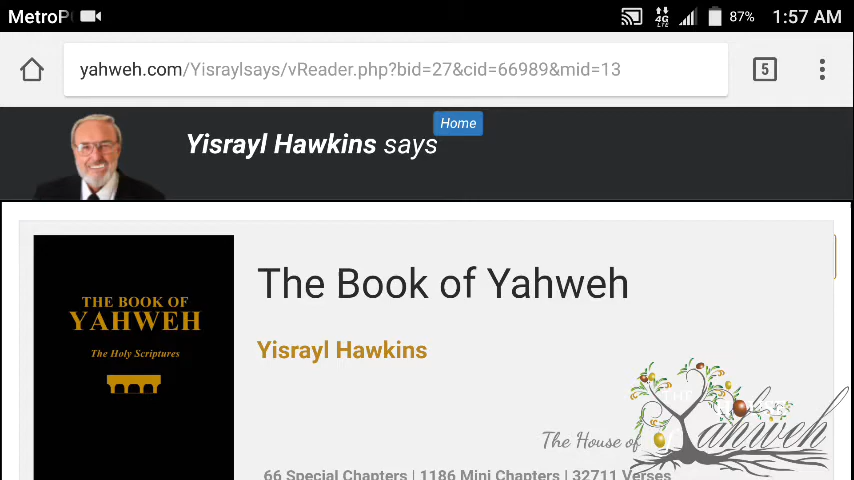 MetroP 4G LTE 87% 1:57 AM
yahweh.com/Yisraylsays/vReader.php?bid=27&cid=66989&mid=13 5
Home
Yisrayl Hawkins says
THE BOOK OF
YAHWEH
The Holy Scriptures
The Book of Yahweh
Yisrayl Hawkins
The House of Yahweh
66 Special Chapters | 1186 Mini Chapters | 32711 Verses